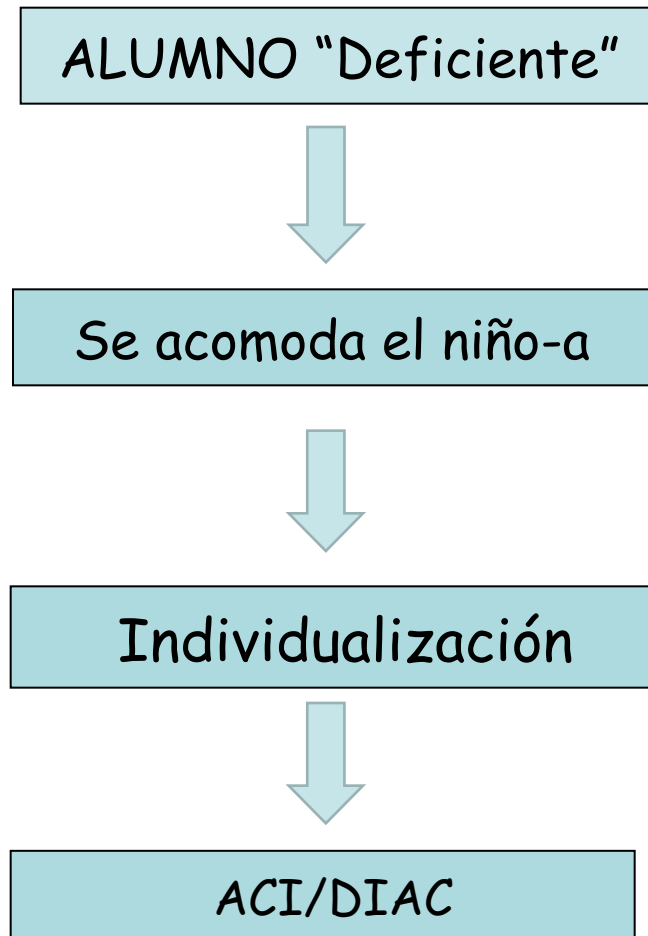 ALUMNO “Deficiente”
Se acomoda el niño-a
Individualización
ACI/DIAC